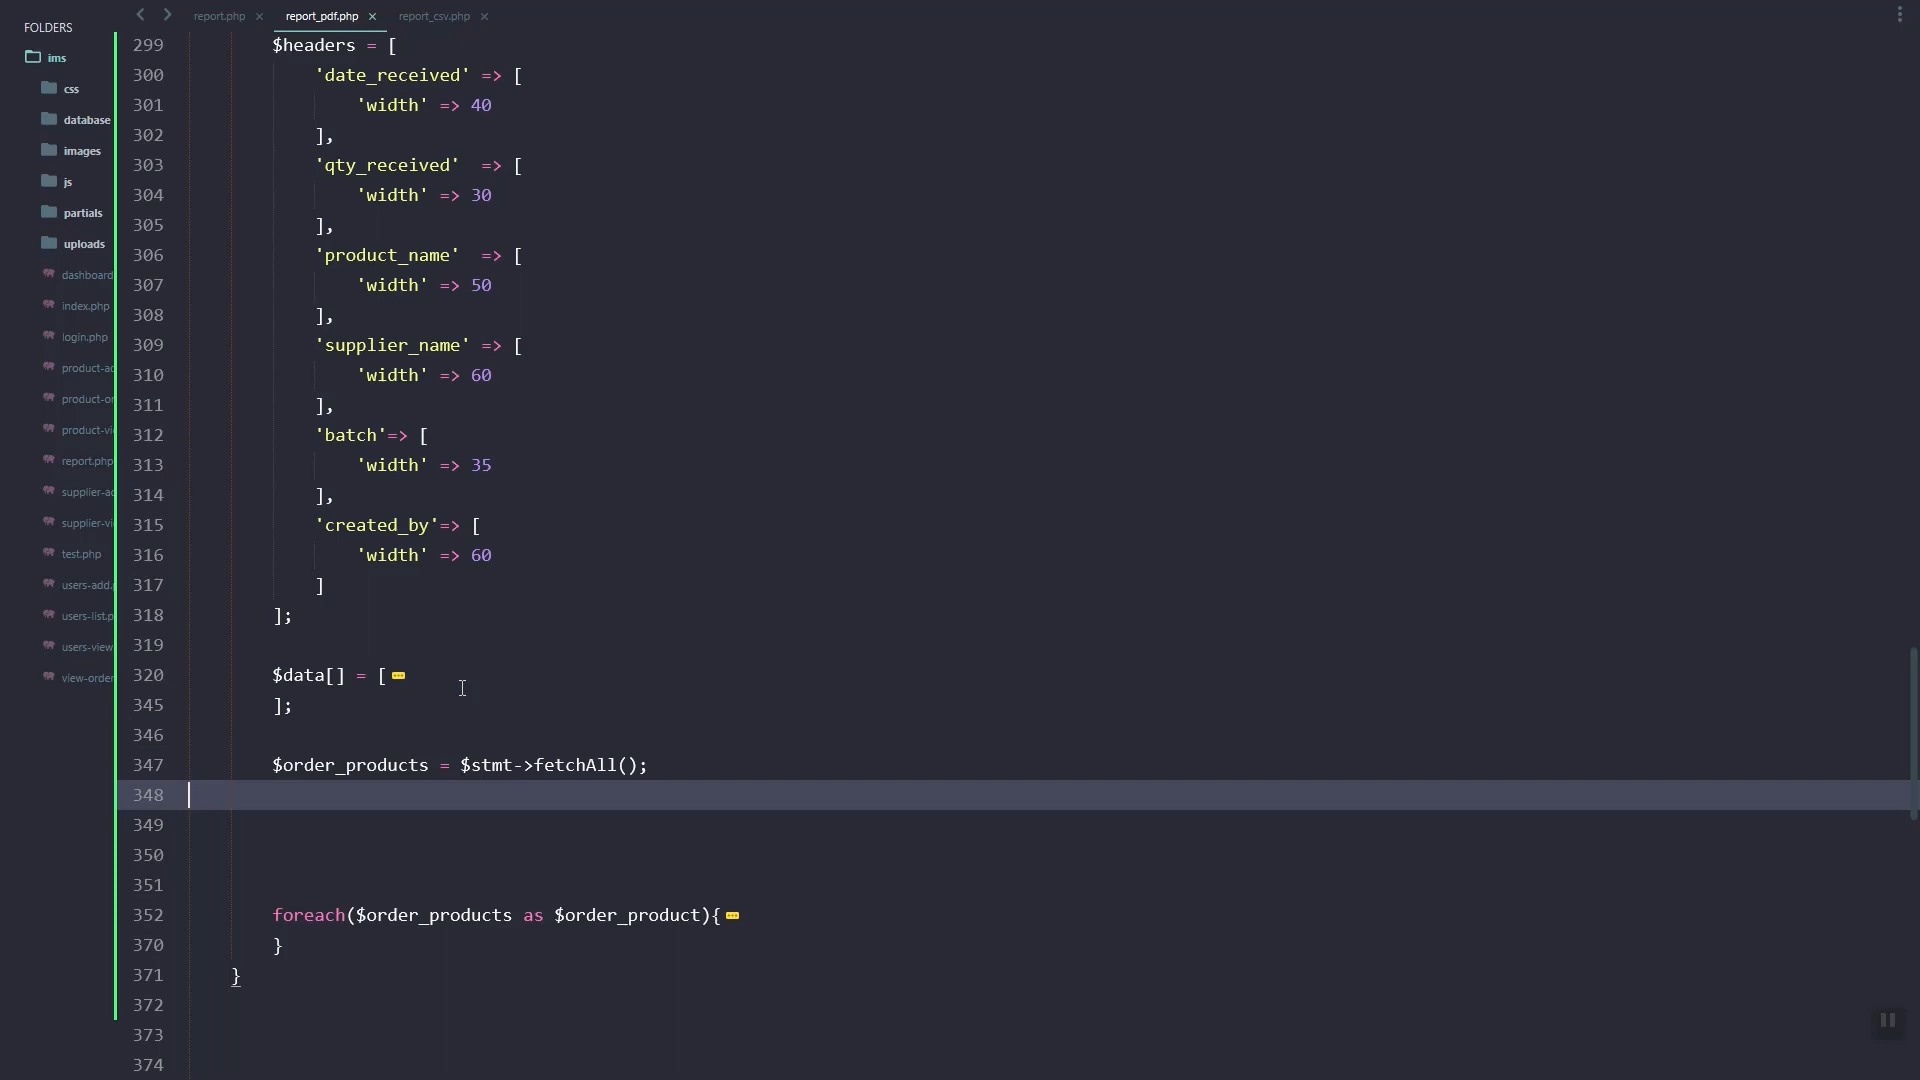 FOLDERS
ims
css
database
images
js
partials
uploads
dashboard
index.php
login.php
product-ad
product-or
product-vi
report.php
supplier-ad
supplier-vi
test.php
users-add.p
users-list.p
users-view
view-order
report.php × report_pdf.php × report_csv.php ×
299 $headers = [
300 'date_received' => [
301 'width' => 40
302 ],
303 'qty_received' => [
304 'width' => 30
305 ],
306 'product_name' => [
307 'width' => 50
308 ],
309 'supplier_name' => [
310 'width' => 60
311 ],
312 'batch'=> [
313 'width' => 35
314 ],
315 'created_by'=> [
316 'width' => 60
317 ]
318 ];
319
320 $data[] = [
345 ];
346
347 $order_products = $stmt->fetchAll();
348
349
350
351
352 foreach($order_products as $order_product){
370 }
371 }
372
373
374